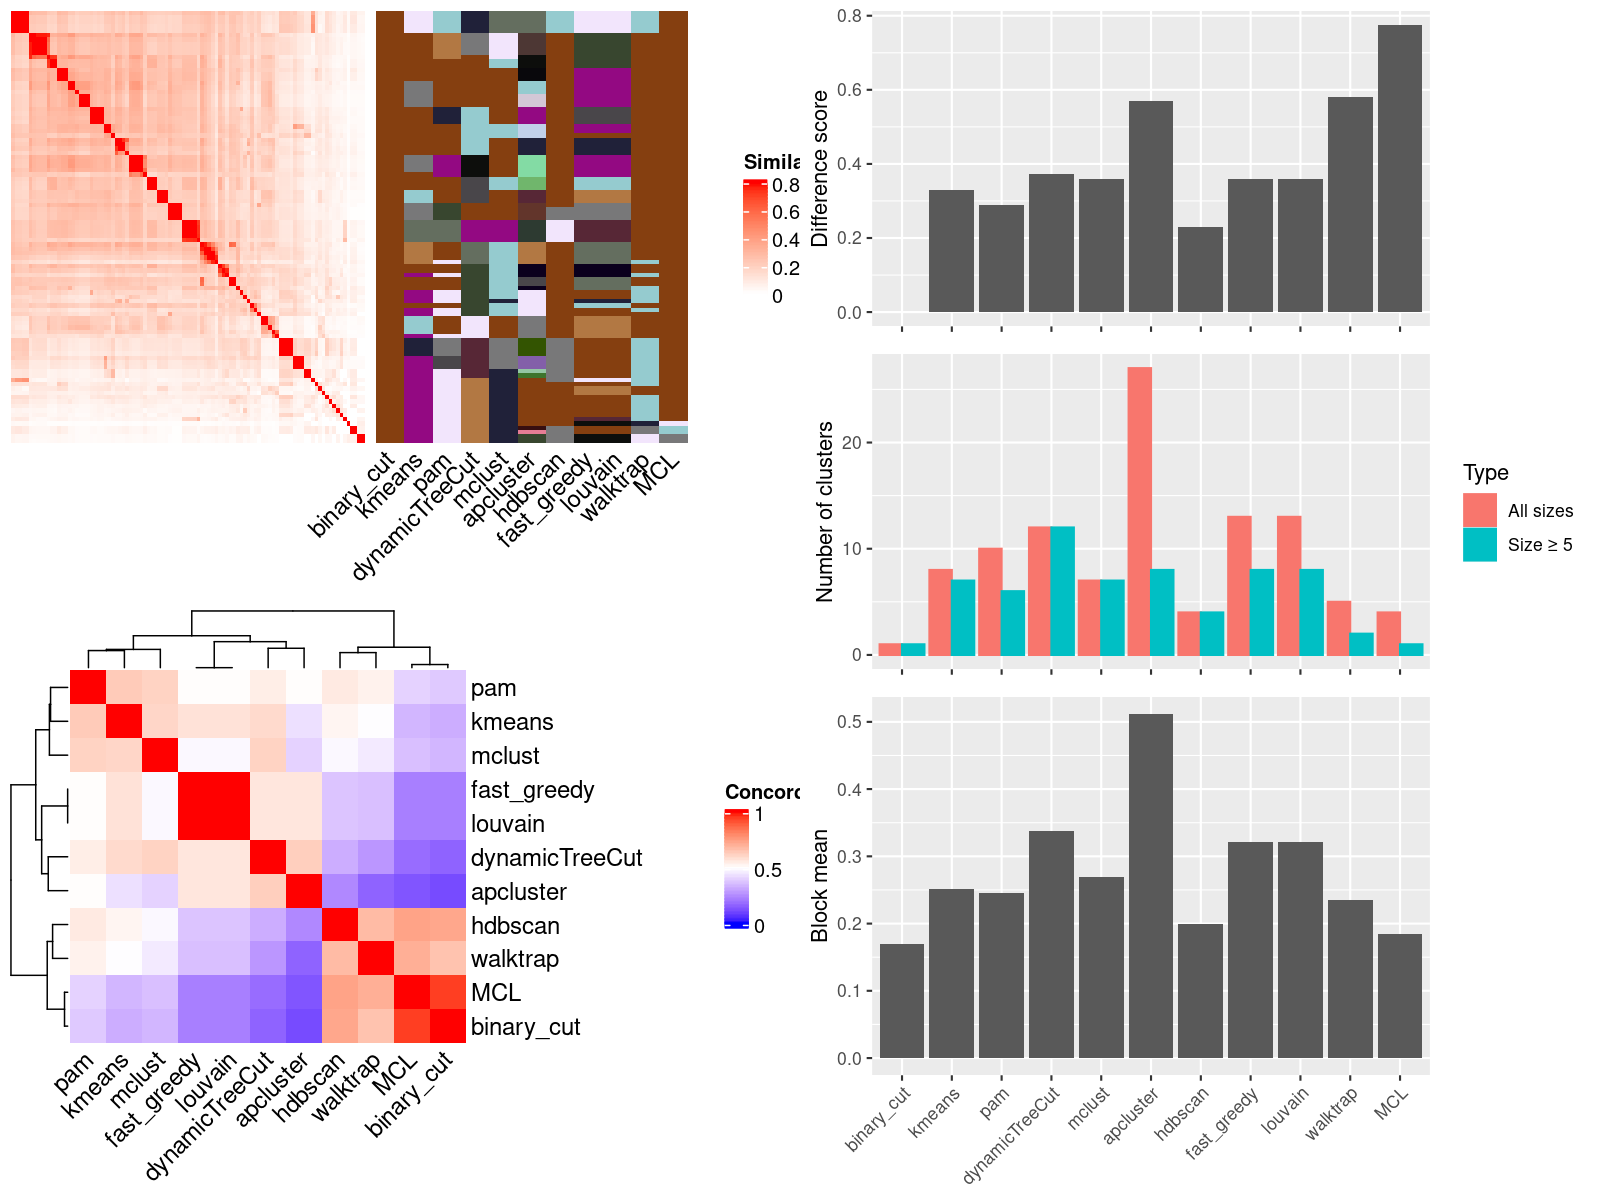 Simila
0.8
0.6
0.4
0.2
0
binary_cut
kmeans
pam
dynamicTreeCut
mclust
apcluster
hdbscan
fast_greedy
louvain
walktrap
MCL
pam
kmeans
mclust
fast_greedy
louvain
dynamicTreeCut
apcluster
hdbscan
walktrap
MCL
binary_cut
Concord
1
0.5
0
pam
kmeans
mclust
fast_greedy
louvain
dynamicTreeCut
apcluster
hdbscan
walktrap
MCL
binary_cut
Difference score
0.8
0.6
0.4
0.2
0.0
Number of clusters
20
10
0
Type
All sizes
Size ≥ 5
Block mean
0.5
0.4
0.3
0.2
0.1
0.0
binary_cut
kmeans
pam
dynamicTreeCut
mclust
apcluster
hdbscan
fast_greedy
louvain
walktrap
MCL